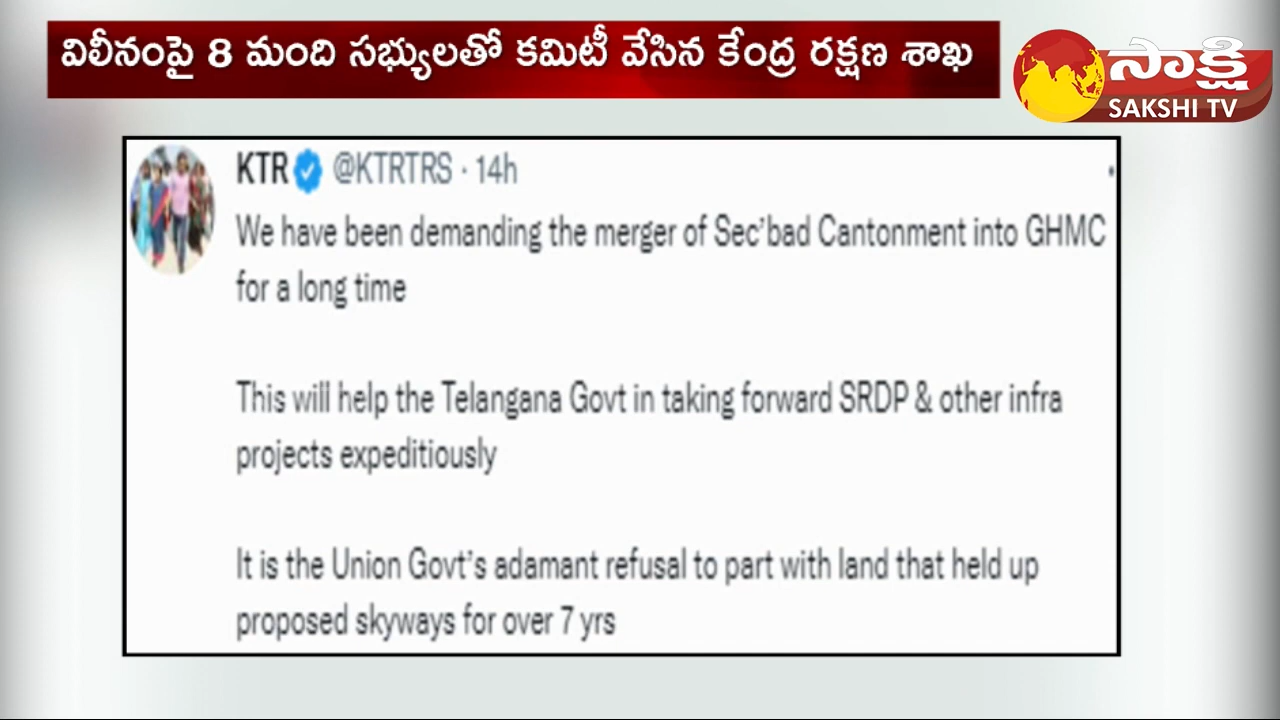 విలీనంపై 8 మంది సభ్యులతో కమిటీ వేసిన కేంద్ర రక్షణ శాఖ
సాక్షి
SAKSHI TV
KTR @KTRTRS · 14h
We have been demanding the merger of Sec'bad Cantonment into GHMC
for a long time
This will help the Telangana Govt in taking forward SRDP & other infra
projects expeditiously
It is the Union Govt's adamant refusal to part with land that held up
proposed skyways for over 7 yrs